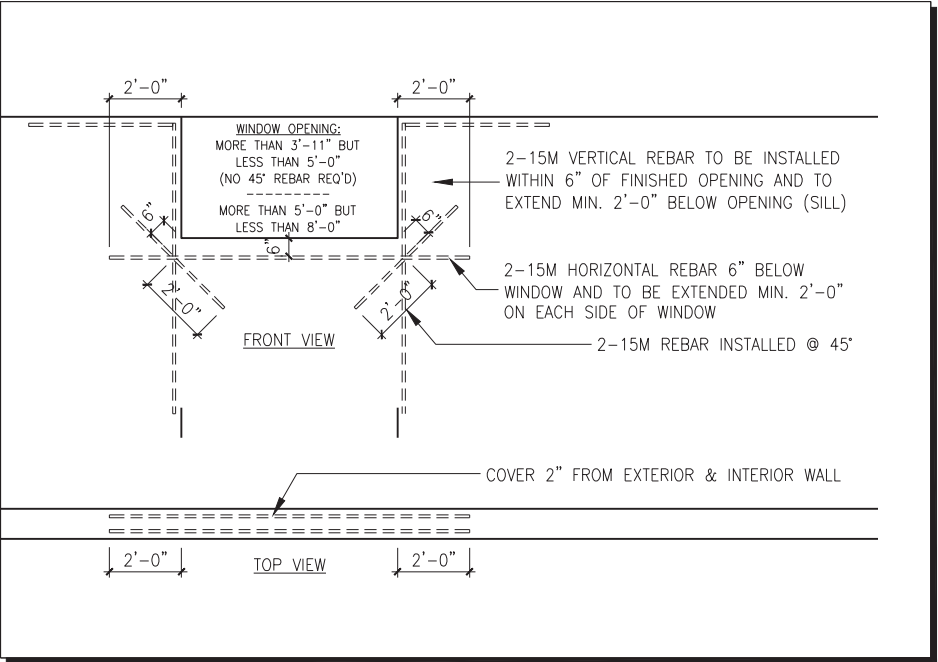 2'-0"
2'-0"
WINDOW OPENING:
MORE THAN 3'-11" BUT
LESS THAN 5'-0"
(NO 45° REBAR REQ'D)
MORE THAN 5'-0" BUT
LESS THAN 8'-0"
2-15M VERTICAL REBAR TO BE INSTALLED
WITHIN 6" OF FINISHED OPENING AND TO
EXTEND MIN. 2'-0" BELOW OPENING (SILL)
6"
6"
6"
2-15M HORIZONTAL REBAR 6" BELOW
WINDOW AND TO BE EXTENDED MIN. 2'-0"
ON EACH SIDE OF WINDOW
2'-0"
2'-0"
FRONT VIEW
2-15M REBAR INSTALLED @ 45°
COVER 2" FROM EXTERIOR & INTERIOR WALL
2'-0"
TOP VIEW
2'-0"